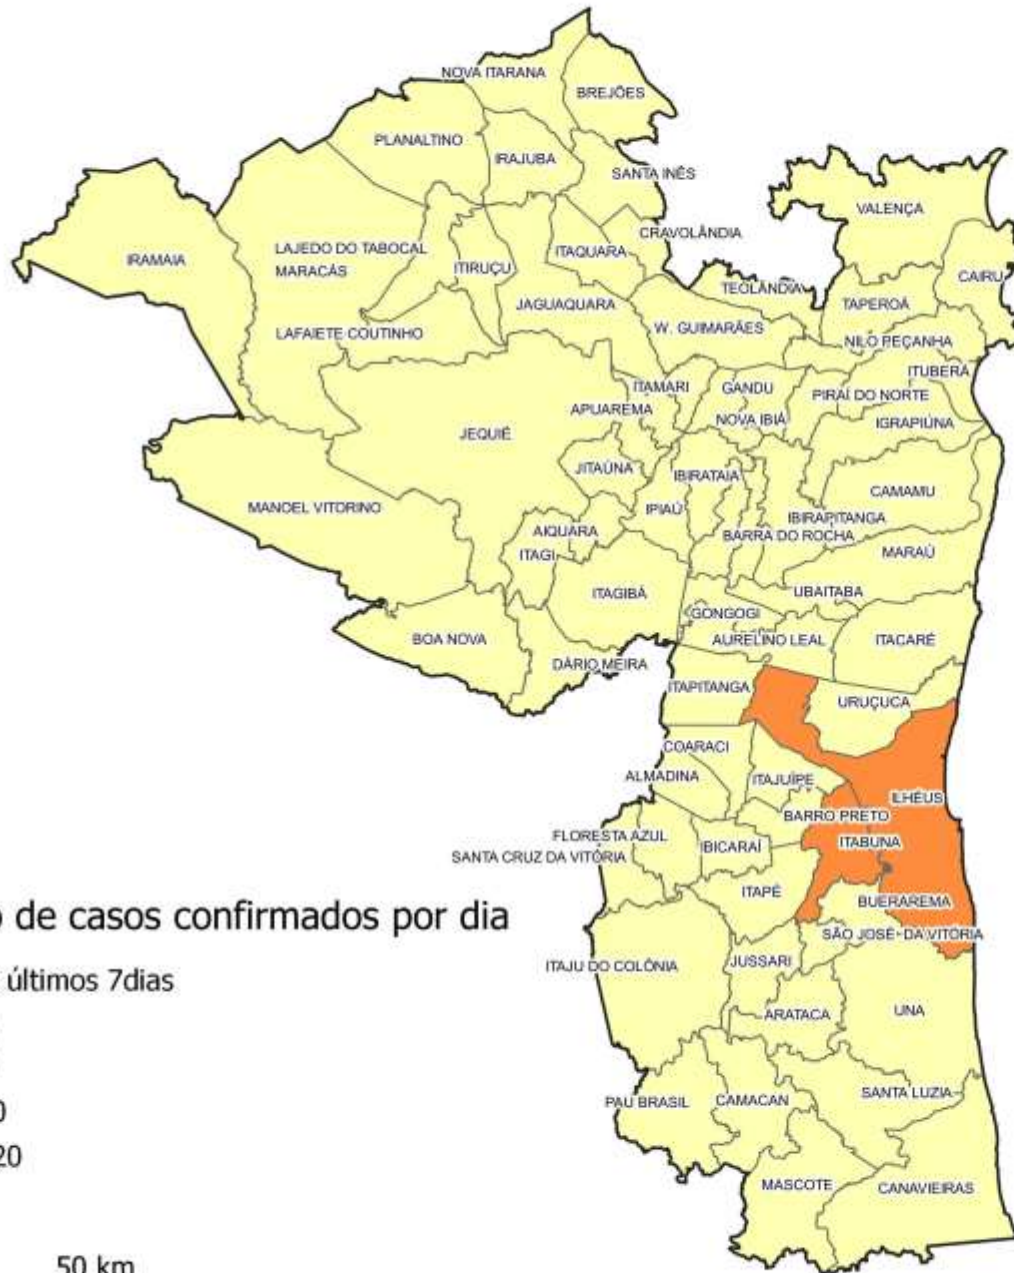 NOVA ITARANA
BREJÕES
PLANALTINO
IRAJUBA
SANTA INÊS
VALENÇA
CRAVOLÂNDIA
IRAMAIA
LAJEDO DO TABOCAL
ITAQUARA
MARACÁS
ITIRUÇU
CAIRU
TEOLÂNDIA
JAGUAQUARA
TAPEROÁ
W. GUIMARÃES
LAFAIETE COUTINHO
NILO PEÇANHA
ITUBERÁ
ITAMARI
GANDU
PIRAÍ DO NORTE
APUAREMA
NOVA IBIÁ
IGRAPIÚNA
JEQUIÉ
JITAÚNA
IBIRATAIA
CAMAMU
MANOEL VITORINO
IPIAÚ
IBIRAPITANGA
AIQUARA
BARRA DO ROCHA
ITAGI
MARAÚ
ITAGIBÁ
UBAITABA
GONGOGI
BOA NOVA
AURELINO LEAL
ITACARÉ
DÁRIO MEIRA
ITAPITANGA
URUÇUCA
COARACI
ALMADINA
ITAJUÍPE
ILHÉUS
BARRO PRETO
FLORESTA AZUL
IBICARAÍ
ITABUNA
SANTA CRUZ DA VITÓRIA
ITAPÉ
BUERAREMA
o de casos confirmados por dia
SÃO JOSÉ DA VITÓRIA
ITAJU DO COLÔNIA
JUSSARI
últimos 7dias
ARATACA
UNA
0
PAU BRASIL
CAMACAN
SANTA LUZIA
20
MASCOTE
CANAVIEIRAS
50 km